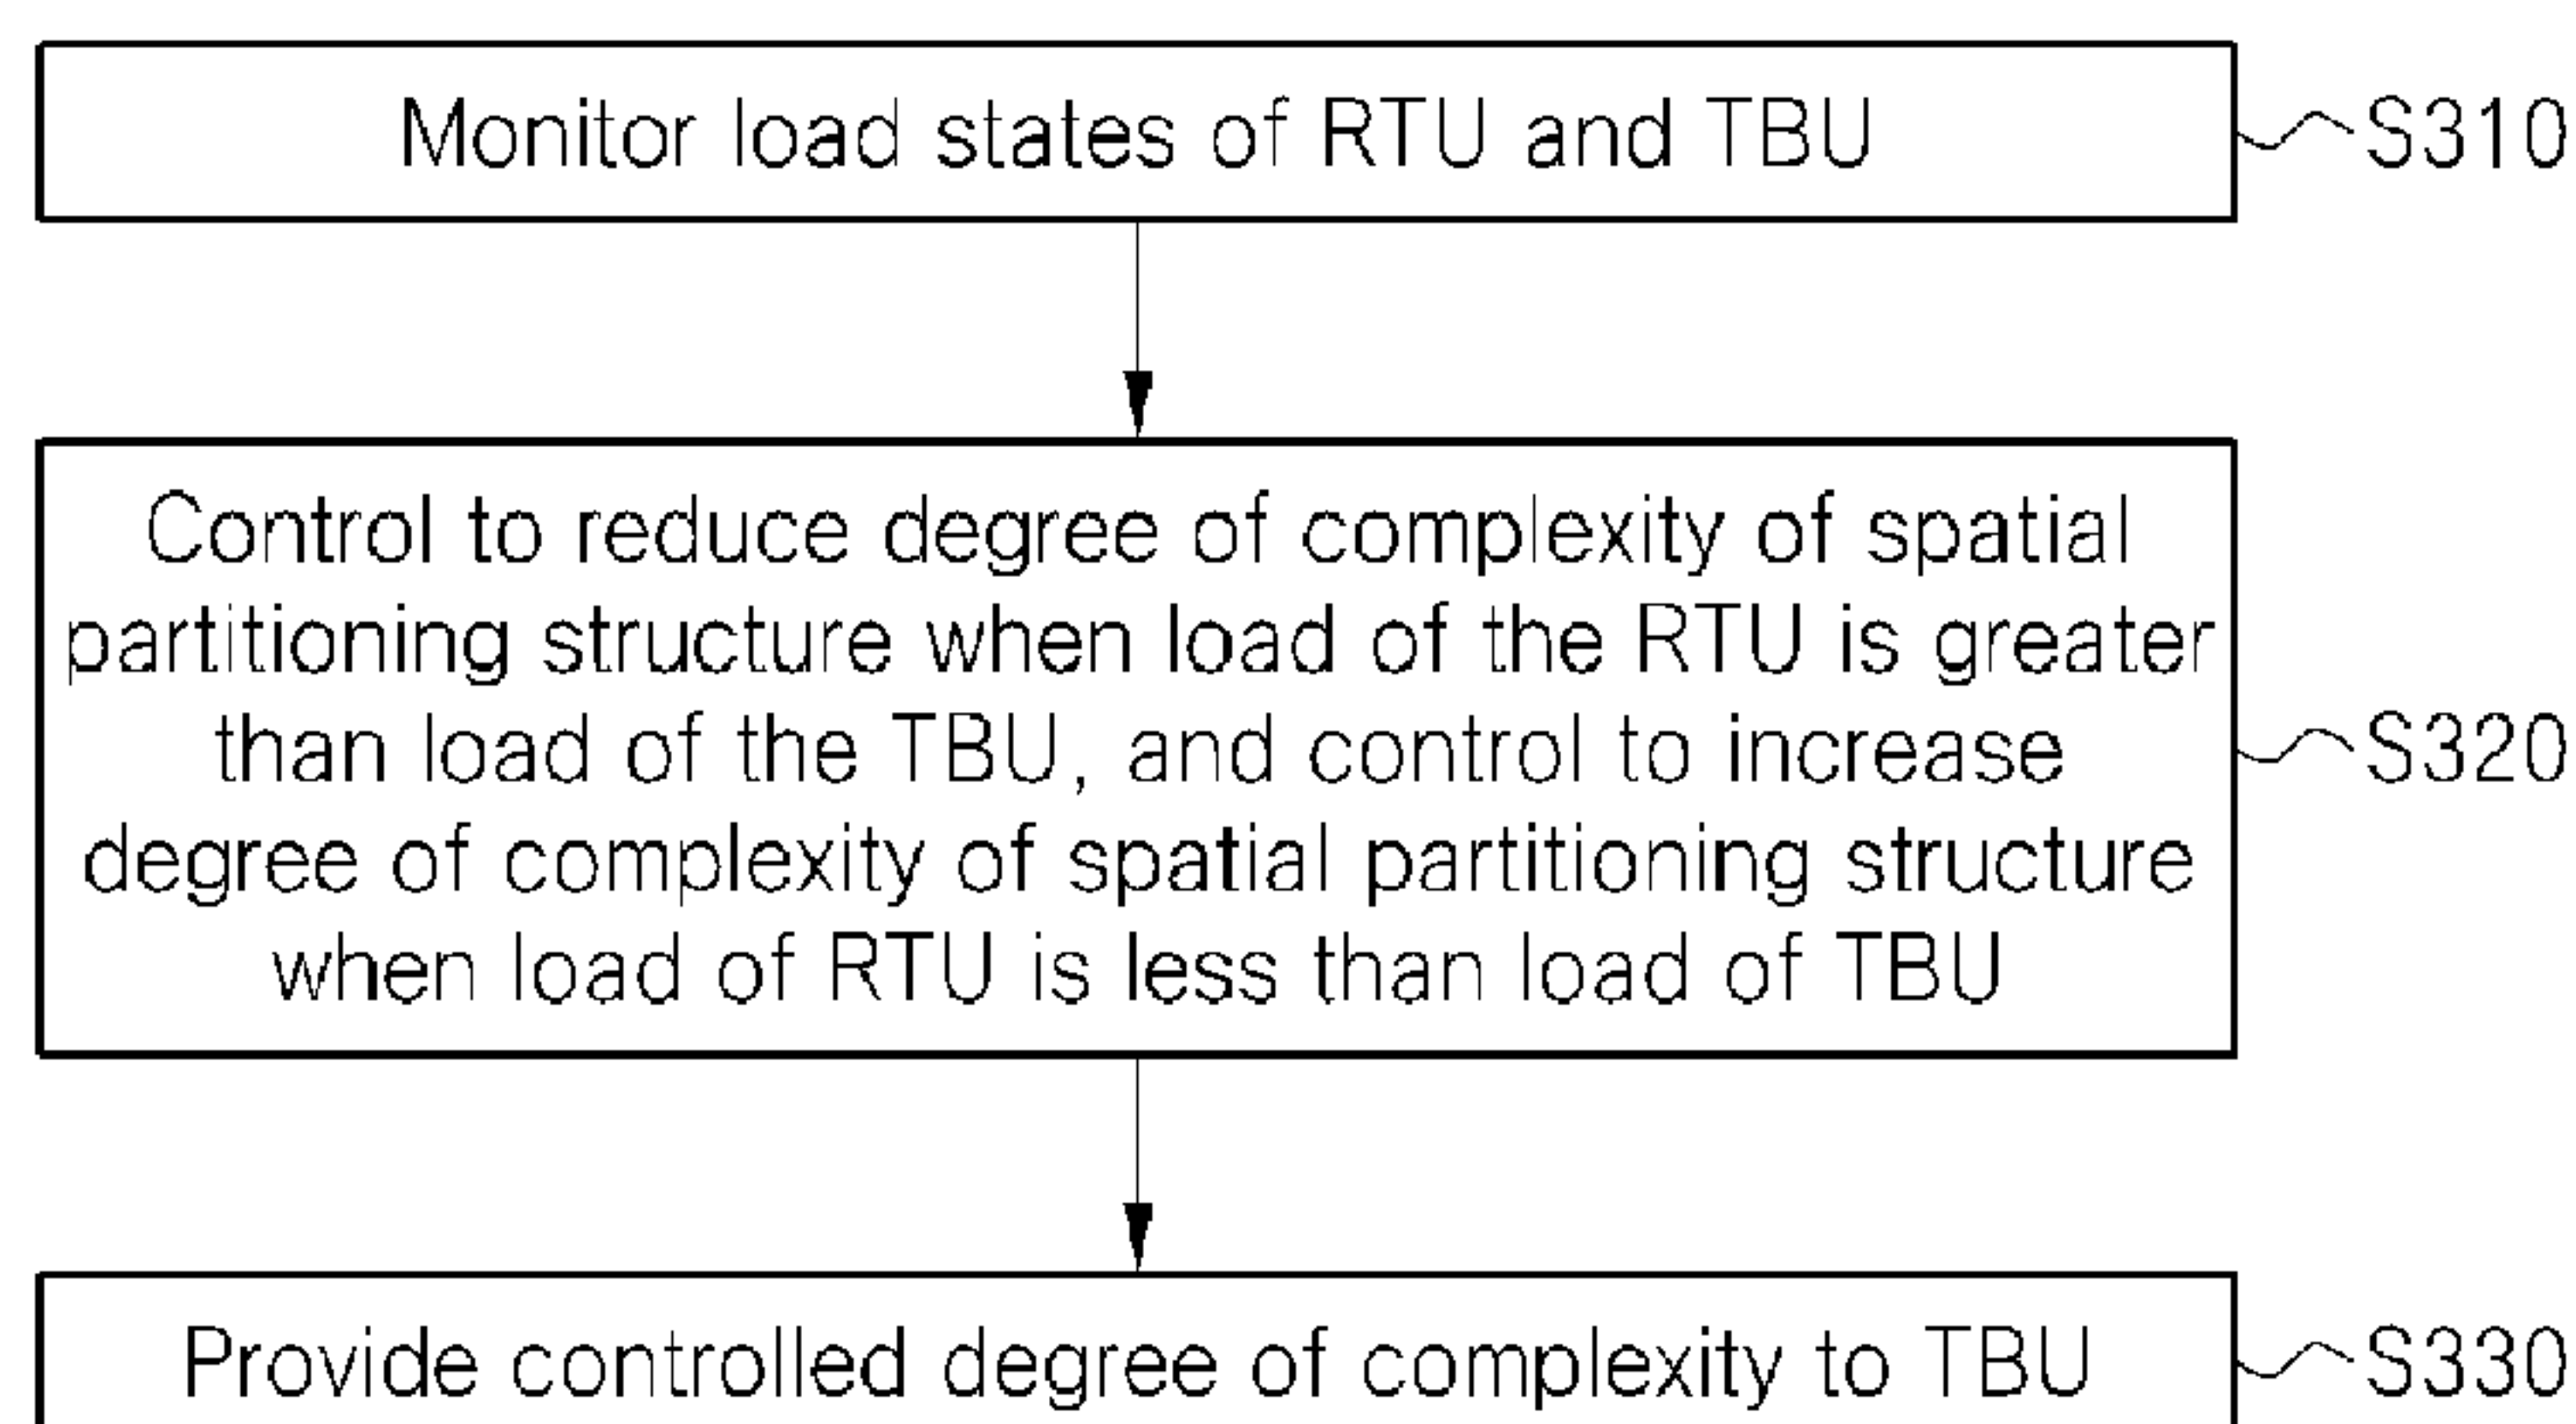 Monitor load states of RTU and TBU
S310
Control to reduce degree of complexity of spatial
partitioning structure when load of the RTU is greater
than load of the TBU, and control to increase
degree of complexity of spatial partitioning structure
when load of RTU is less than load of TBU
S320
Provide controlled degree of complexity to TBU
S330